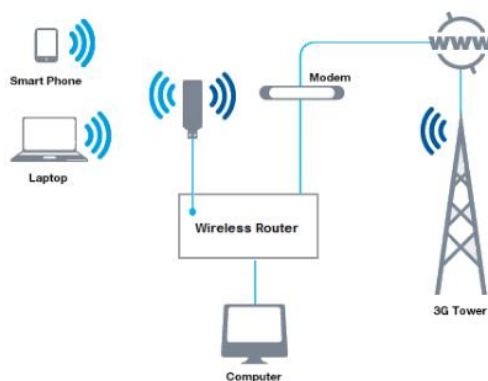 www
Smart Phone
Modem
Laptop
Wireless Router
3G Tower
Computer